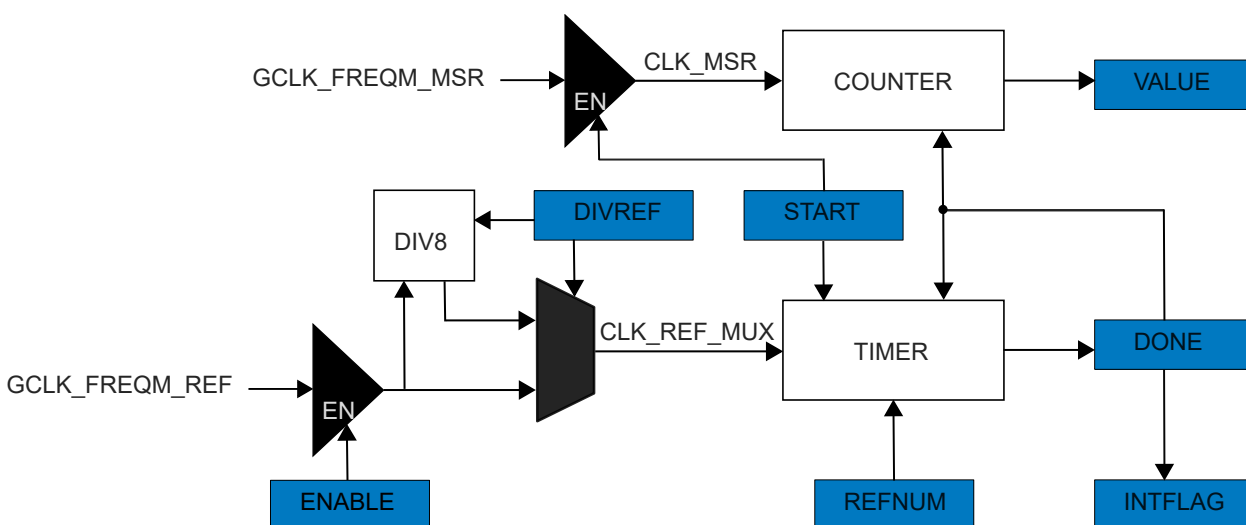 GCLK_FREQM_MSR
EN
CLK_MSR
COUNTER
VALUE
DIV8
DIVREF
START
GCLK_FREQM_REF
EN
CLK_REF_MUX
TIMER
DONE
ENABLE
REFNUM
INTFLAG